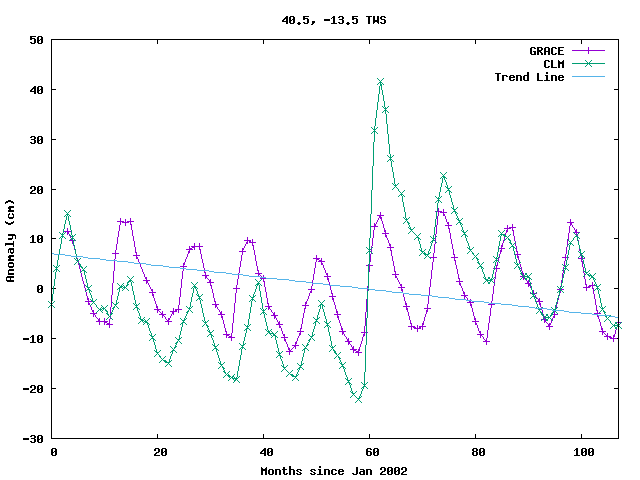 40.5, -13.5 TWS
GRACE
CLM
Trend Line
Anomaly (cm)
50
40
30
20
10
0
-10
-20
-30
0 20 40 60 80 100
Months since Jan 2002